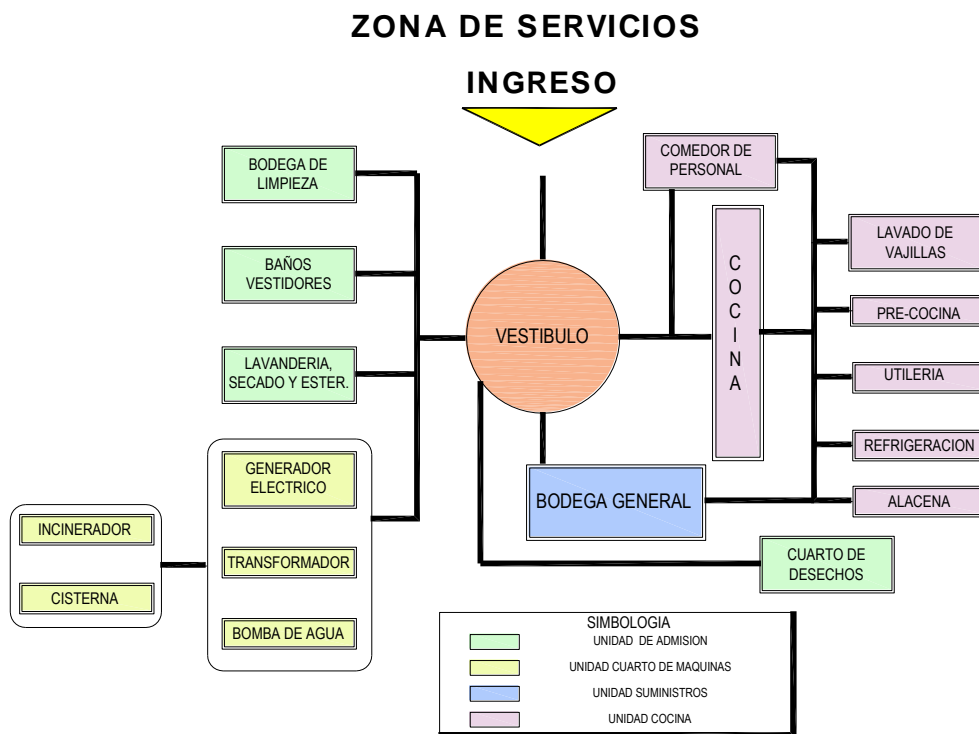 ZONA DE SERVICIOS
INGRESO
BODEGA DE
LIMPIEZA
BAÑOS
VESTIDORES
LAVANDERIA,
SECADO Y ESTER.
GENERADOR
ELECTRICO
TRANSFORMADOR
BOMBA DE AGUA
INCINERADOR
CISTERNA
VESTIBULO
COMEDOR DE
PERSONAL
COCINA
LAVADO DE
VAJILLAS
PRE-COCINA
UTILERIA
REFRIGERACION
ALACENA
BODEGA GENERAL
CUARTO DE
DESECHOS
SIMBOLOGIA
UNIDAD DE ADMISION
UNIDAD CUARTO DE MAQUINAS
UNIDAD SUMINISTROS
UNIDAD COCINA